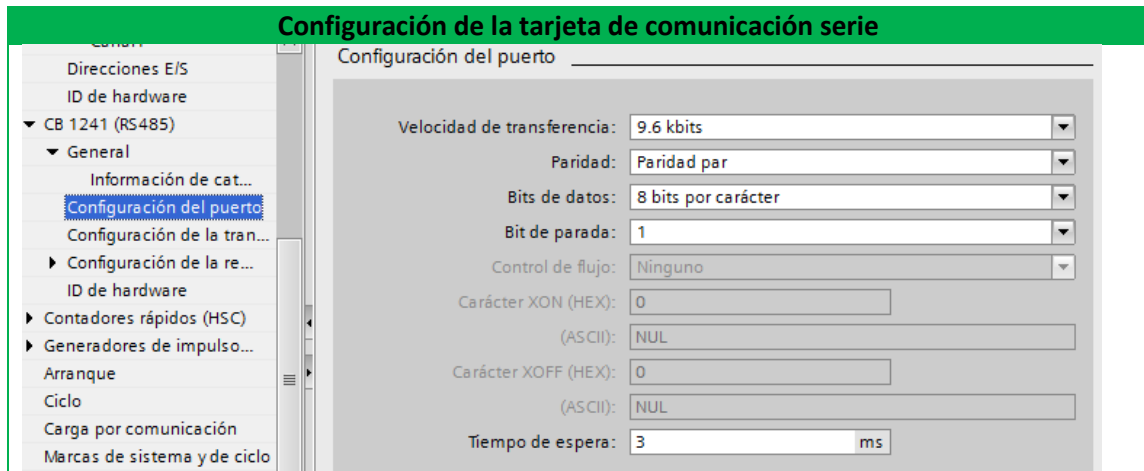 Configuración de la tarjeta de comunicación serie
Direcciones E/S
ID de hardware
CB 1241 (RS485)
General
Información de cat...
Configuración del puerto
Configuración de la tran...
Configuración de la re...
ID de hardware
Contadores rápidos (HSC)
Generadores de impulso...
Arranque
Ciclo
Carga por comunicación
Marcas de sistema y de ciclo
Configuración del puerto
Velocidad de transferencia: 9.6 kbits
Paridad: Paridad par
Bits de datos: 8 bits por carácter
Bit de parada: 1
Control de flujo: Ninguno
Carácter XON (HEX): 0
(ASCII): NUL
Carácter XOFF (HEX): 0
(ASCII): NUL
Tiempo de espera: 3 ms